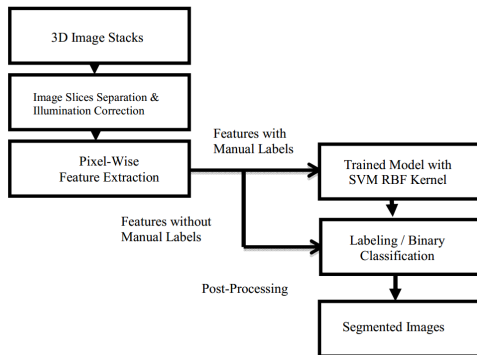 3D Image Stacks
Image Slices Separation &
Illumination Correction
Pixel-Wise
Feature Extraction
Features with
Manual Labels
Trained Model with
SVM RBF Kernel
Features without
Manual Labels
Labeling / Binary
Classification
Post-Processing
Segmented Images